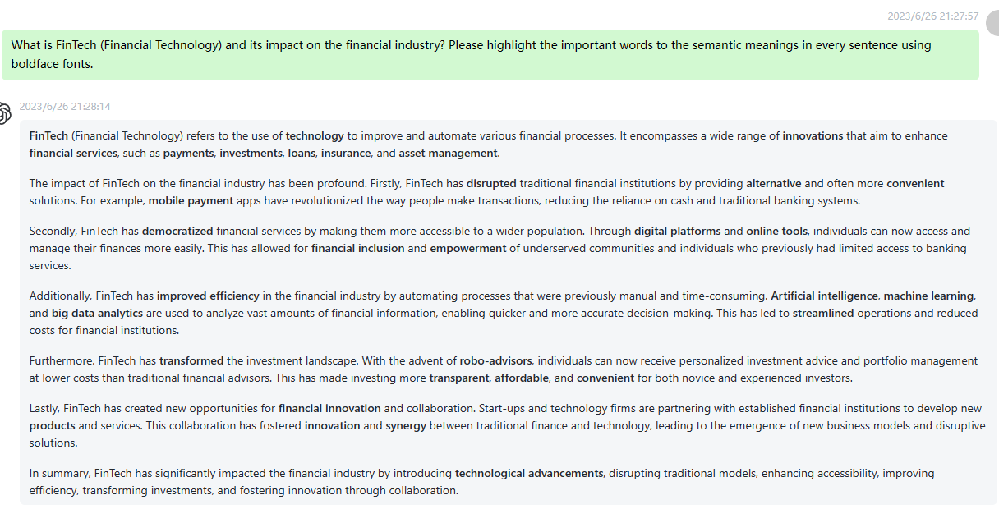 2023/6/26 21:27:57
What is FinTech (Financial Technology) and its impact on the financial industry? Please highlight the important words to the semantic meanings in every sentence using
boldface fonts.
2023/6/26 21:28:14
FinTech (Financial Technology) refers to the use of technology to improve and automate various financial processes. It encompasses a wide range of innovations that aim to enhance
financial services, such as payments, investments, loans, insurance, and asset management.
The impact of FinTech on the financial industry has been profound. Firstly, FinTech has disrupted traditional financial institutions by providing alternative and often more convenient
solutions. For example, mobile payment apps have revolutionized the way people make transactions, reducing the reliance on cash and traditional banking systems.
Secondly, FinTech has democratized financial services by making them more accessible to a wider population. Through digital platforms and online tools, individuals can now access and
manage their finances more easily. This has allowed for financial inclusion and empowerment of underserved communities and individuals who previously had limited access to banking
services.
Additionally, FinTech has improved efficiency in the financial industry by automating processes that were previously manual and time-consuming. Artificial intelligence, machine learning,
and big data analytics are used to analyze vast amounts of financial information, enabling quicker and more accurate decision-making. This has led to streamlined operations and reduced
costs for financial institutions.
Furthermore, FinTech has transformed the investment landscape. With the advent of robo-advisors, individuals can now receive personalized investment advice and portfolio management
at lower costs than traditional financial advisors. This has made investing more transparent, affordable, and convenient for both novice and experienced investors.
Lastly, FinTech has created new opportunities for financial innovation and collaboration. Start-ups and technology firms are partnering with established financial institutions to develop new
products and services. This collaboration has fostered innovation and synergy between traditional finance and technology, leading to the emergence of new business models and disruptive
solutions.
In summary, FinTech has significantly impacted the financial industry by introducing technological advancements, disrupting traditional models, enhancing accessibility, improving
efficiency, transforming investments, and fostering innovation through collaboration.